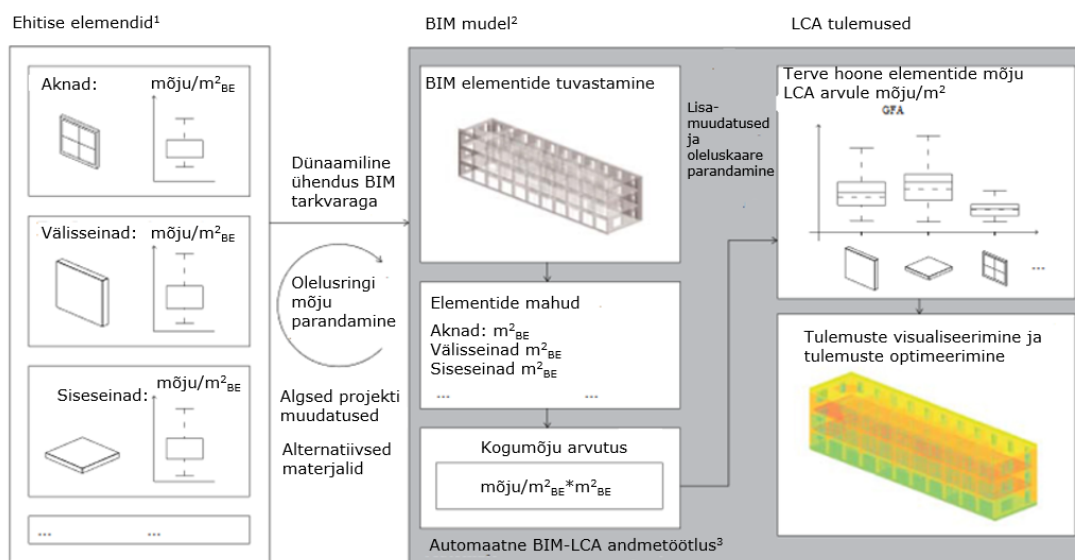 Ehitise elemendid¹
Aknad:
mõju/m²BE
Välisseinad:
mõju/m²BE
Siseseinad:
mõju/m²BE
...
...
Dünaamiline
ühendus BIM
tarkvaraga
Olelusringi
mõju
parandamine
Algsed projekti
muudatused
Alternatiivsed
materjalid
BIM mudel²
BIM elementide tuvastamine
Elementide mahud
Aknad: m²BE
Välisseinad m²BE
Siseseinad m²BE
...
...
Kogumõju arvutus
mõju/m²BE*m²BE
Automaatne BIM-LCA andmetöötlus³
Lisa-
muudatused
ja
oleluskaare
parandamine
LCA tulemused
Terve hoone elementide mõju
LCA arvule mõju/m²
GFA
...
Tulemuste visualiseerimine ja
tulemuste optimeerimine